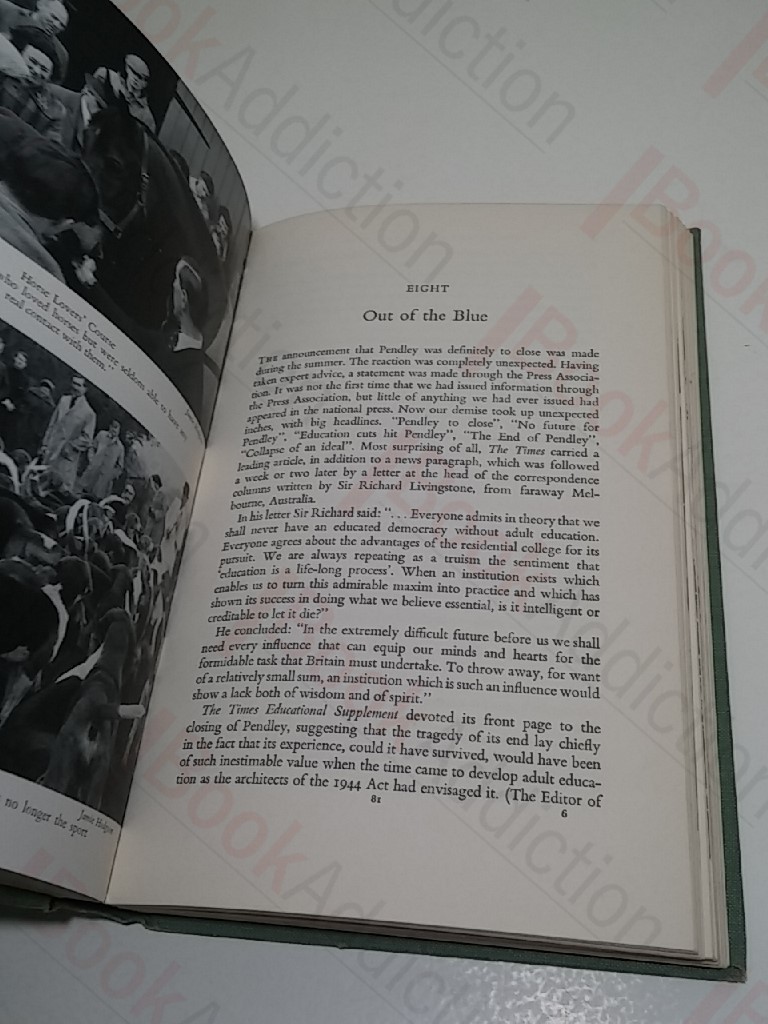 Horse Lovers' Course
who loved horses but were seldom able to have any
real contact with them."
no longer the sport
EIGHT
Out of the Blue
THE announcement that Pendley was definitely to close was made
during the summer. The reaction was completely unexpected. Having
taken expert advice, a statement was made through the Press Associa-
tion. It was not the first time that we had issued information through
the Press Association, but little of anything we had ever issued had
appeared in the national press. Now our demise took up unexpected
inches, with big headlines. "Pendley to close", "No future for
Pendley", "Education cuts hit Pendley", "The End of Pendley",
"Collapse of an ideal". Most surprising of all, The Times carried a
leading article, in addition to a news paragraph, which was followed
a week or two later by a letter at the head of the correspondence
columns written by Sir Richard Livingstone, from faraway Mel-
bourne, Australia.
In his letter Sir Richard said: ". . . Everyone admits in theory that we
shall never have an educated democracy without adult education.
Everyone agrees about the advantages of the residential college for its
pursuit. We are always repeating as a truism the sentiment that
'education is a life-long process'. When an institution exists which
enables us to turn this admirable maxim into practice and which has
shown its success in doing what we believe essential, is it intelligent or
creditable to let it die?"
He concluded: "In the extremely difficult future before us we shall
need every influence that can equip our minds and hearts for the
formidable task that Britain must undertake. To throw away, for want
of a relatively small sum, an institution which is such an influence would
show a lack both of wisdom and of spirit."
The Times Educational Supplement devoted its front page to the
closing of Pendley, suggesting that the tragedy of its end lay chiefly
in the fact that its experience, could it have survived, would have been
of such inestimable value when the time came to develop adult educa-
tion as the architects of the 1944 Act had envisaged it. (The Editor of
81
6
BookAddiction